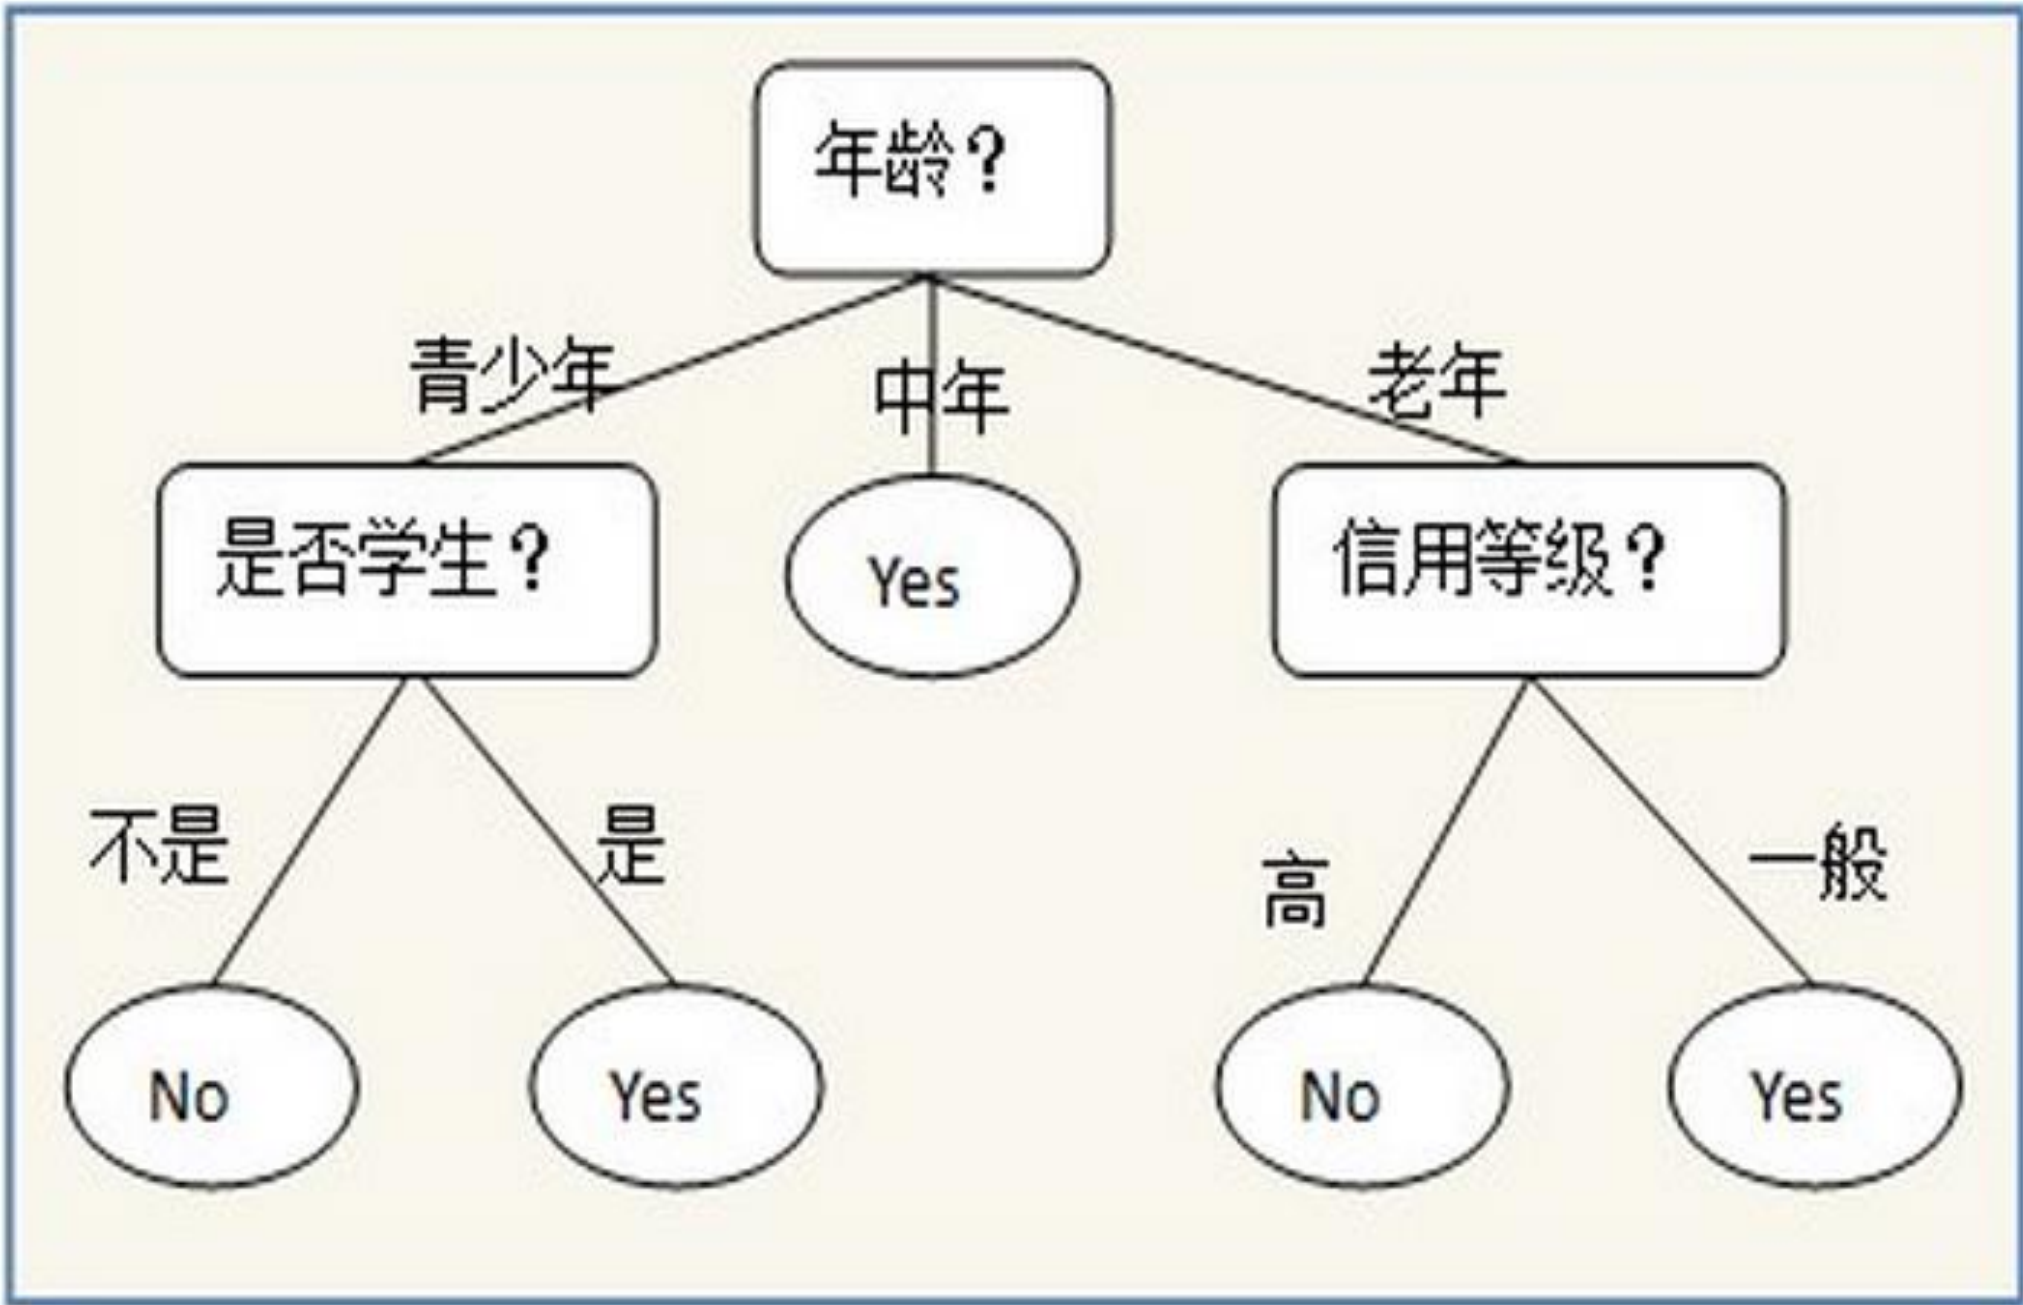 年龄？
青少年
中年
老年
是否学生？
Yes
信用等级？
不是
是
高
一般
No
Yes
No
Yes